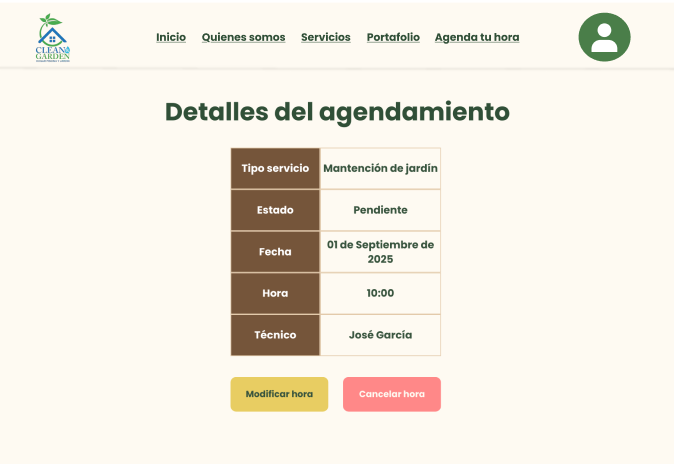 CLEAN
GARDEN
Inicio Quienes somos Servicios Portafolio Agenda tu hora
Detalles del agendamiento
Tipo servicio Mantención de jardín
Estado Pendiente
Fecha 01 de Septiembre de
2025
Hora 10:00
Técnico José García
Modificar hora Cancelar hora